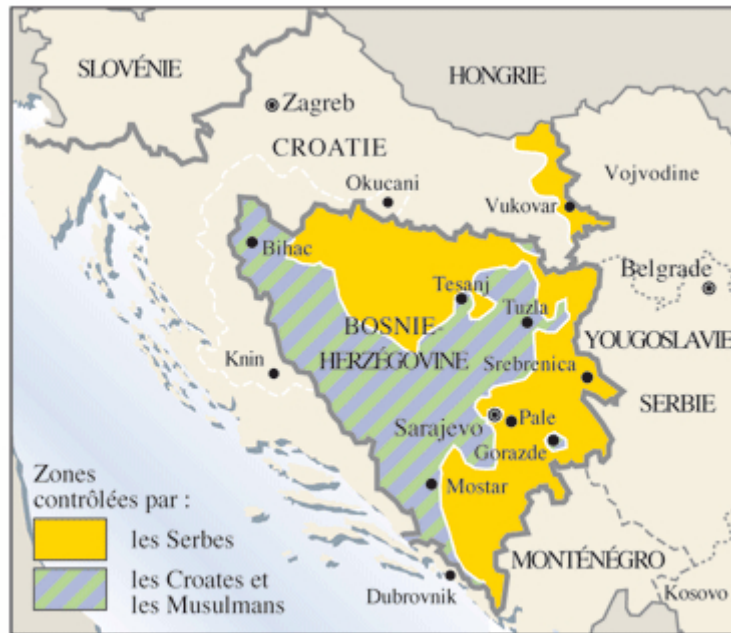 SLOVÉNIE
HONGRIE
Zagreb
CROATIE
Vojvodine
Okucani
Vukovar
Bihac
Belgrade
Tesanj
Tuzla
BOSNIE-
HERZÉGOVINE
YOUGOSLAVIE
Knin
Srebrenica
SERBIE
Sarajevo
Pale
Gorazde
Mostar
Zones
contrôlées par :
les Serbes
les Croates et
les Musulmans
MONTÉNÉGRO
Dubrovnik
Kosovo